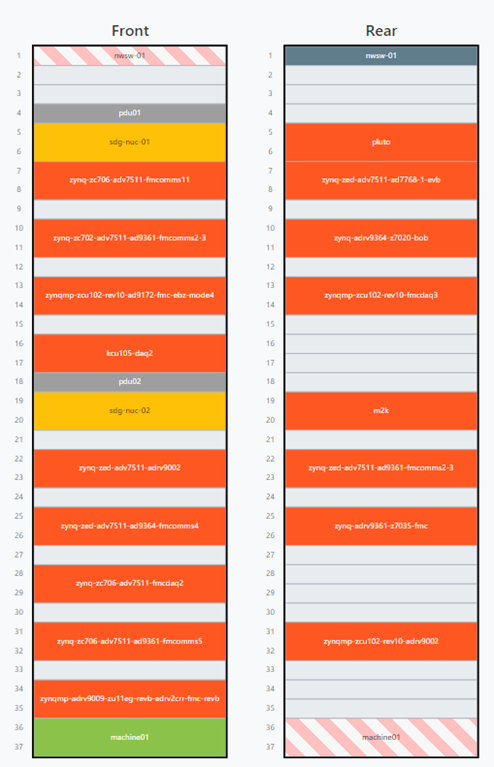 Front
1
nwsw-01
2
3
4
pdu01
5
sdg-nuc-01
6
7
zynq-zc706-adv7511-fmcomms11
8
9
10
zynq-zc702-adv7511-ad9361-fmcomms2-3
11
12
13
zynqmp-zcu102-rev10-ad9172-fmc-ebz-mode4
14
15
16
kcu105-daq2
17
18
pdu02
19
sdg-nuc-02
20
21
22
zynq-zed-adv7511-adrv9002
23
24
25
zynq-zed-adv7511-ad9364-fmcomms4
26
27
28
zynq-zc706-adv7511-fmcdaq2
29
30
31
zynq-zc706-adv7511-ad9361-fmcomms5
32
33
34
zynqmp-adrv9009-zu11eg-revb-adrv2crr-fmc-revb
35
36
machine01
37
Rear
1
nwsw-01
2
3
4
5
pluto
6
7
zynq-zed-adv7511-ad7768-1-evb
8
9
10
zynq-adrv9364-z7020-bob
11
12
13
zynqmp-zcu102-rev10-fmcdaq3
14
15
16
17
18
19
m2k
20
21
22
zynq-zed-adv7511-ad9361-fmcomms2-3
23
24
25
zynq-adrv9361-z7035-fmc
26
27
28
29
30
31
zynqmp-zcu102-rev10-adrv9002
32
33
34
35
36
machine01
37